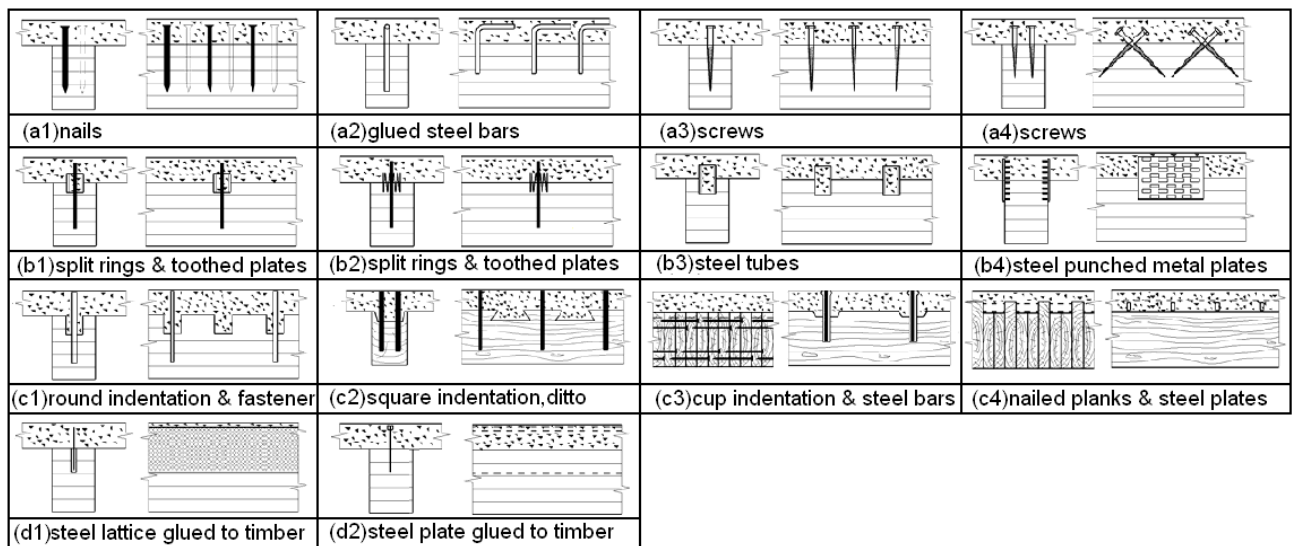 (a1)nails
(a2)glued steel bars
(a3)screws
(a4)screws
(b1)split rings & toothed plates
(b2)split rings & toothed plates
(b3)steel tubes
(b4)steel punched metal plates
(c1)round indentation & fastener
(c2)square indentation,ditto
(c3)cup indentation & steel bars
(c4)nailed planks & steel plates
(d1)steel lattice glued to timber
(d2)steel plate glued to timber